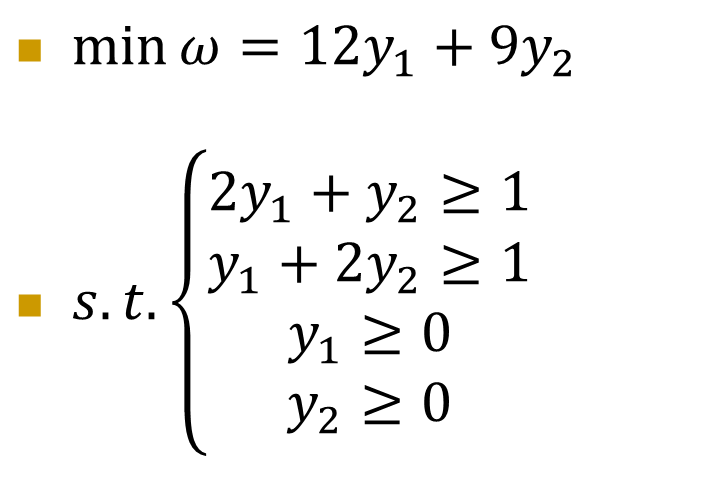 min ω = 12y₁ + 9y₂
2y₁ + y₂ ≥ 1
y₁ + 2y₂ ≥ 1
s. t.
y₁ ≥ 0
y₂ ≥ 0